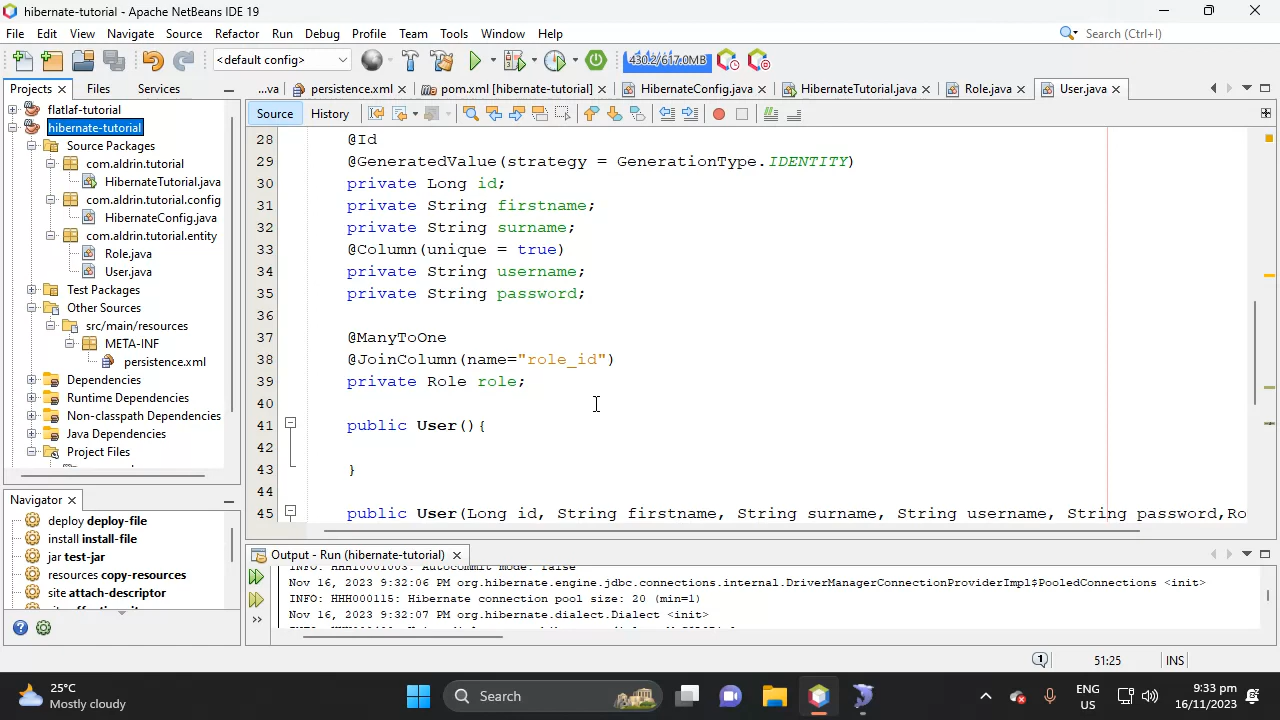 hibernate-tutorial - Apache NetBeans IDE 19
File Edit View Navigate Source Refactor Run Debug Profile Team Tools Window Help
Search (Ctrl+I)
<default config>
430.2/617.0MB
Projects
Files
Services
...va
persistence.xml
pom.xml [hibernate-tutorial]
HibernateConfig.java
HibernateTutorial.java
Role.java
User.java
Source
History
flatlaf-tutorial
hibernate-tutorial
Source Packages
com.aldrin.tutorial
HibernateTutorial.java
com.aldrin.tutorial.config
HibernateConfig.java
com.aldrin.tutorial.entity
Role.java
User.java
Test Packages
Other Sources
src/main/resources
META-INF
persistence.xml
Dependencies
Runtime Dependencies
Non-classpath Dependencies
Java Dependencies
Project Files
28 @Id
29 @GeneratedValue(strategy = GenerationType.IDENTITY)
30 private Long id;
31 private String firstname;
32 private String surname;
33 @Column(unique = true)
34 private String username;
35 private String password;
36
37 @ManyToOne
38 @JoinColumn(name="role_id")
39 private Role role;
40
41 public User(){
42
43 }
44
45 public User(Long id, String firstname, String surname, String username, String password,Ro
Navigator
deploy deploy-file
install install-file
jar test-jar
resources copy-resources
site attach-descriptor
Output - Run (hibernate-tutorial)
INFO: HHH10001003: Autocommit mode: false
Nov 16, 2023 9:32:06 PM org.hibernate.engine.jdbc.connections.internal.DriverManagerConnectionProviderImpl$PooledConnections <init>
INFO: HHH000115: Hibernate connection pool size: 20 (min=1)
Nov 16, 2023 9:32:07 PM org.hibernate.dialect.Dialect <init>
1
51:25
INS
25°C
Mostly cloudy
Search
ENG
US
9:33 pm
16/11/2023